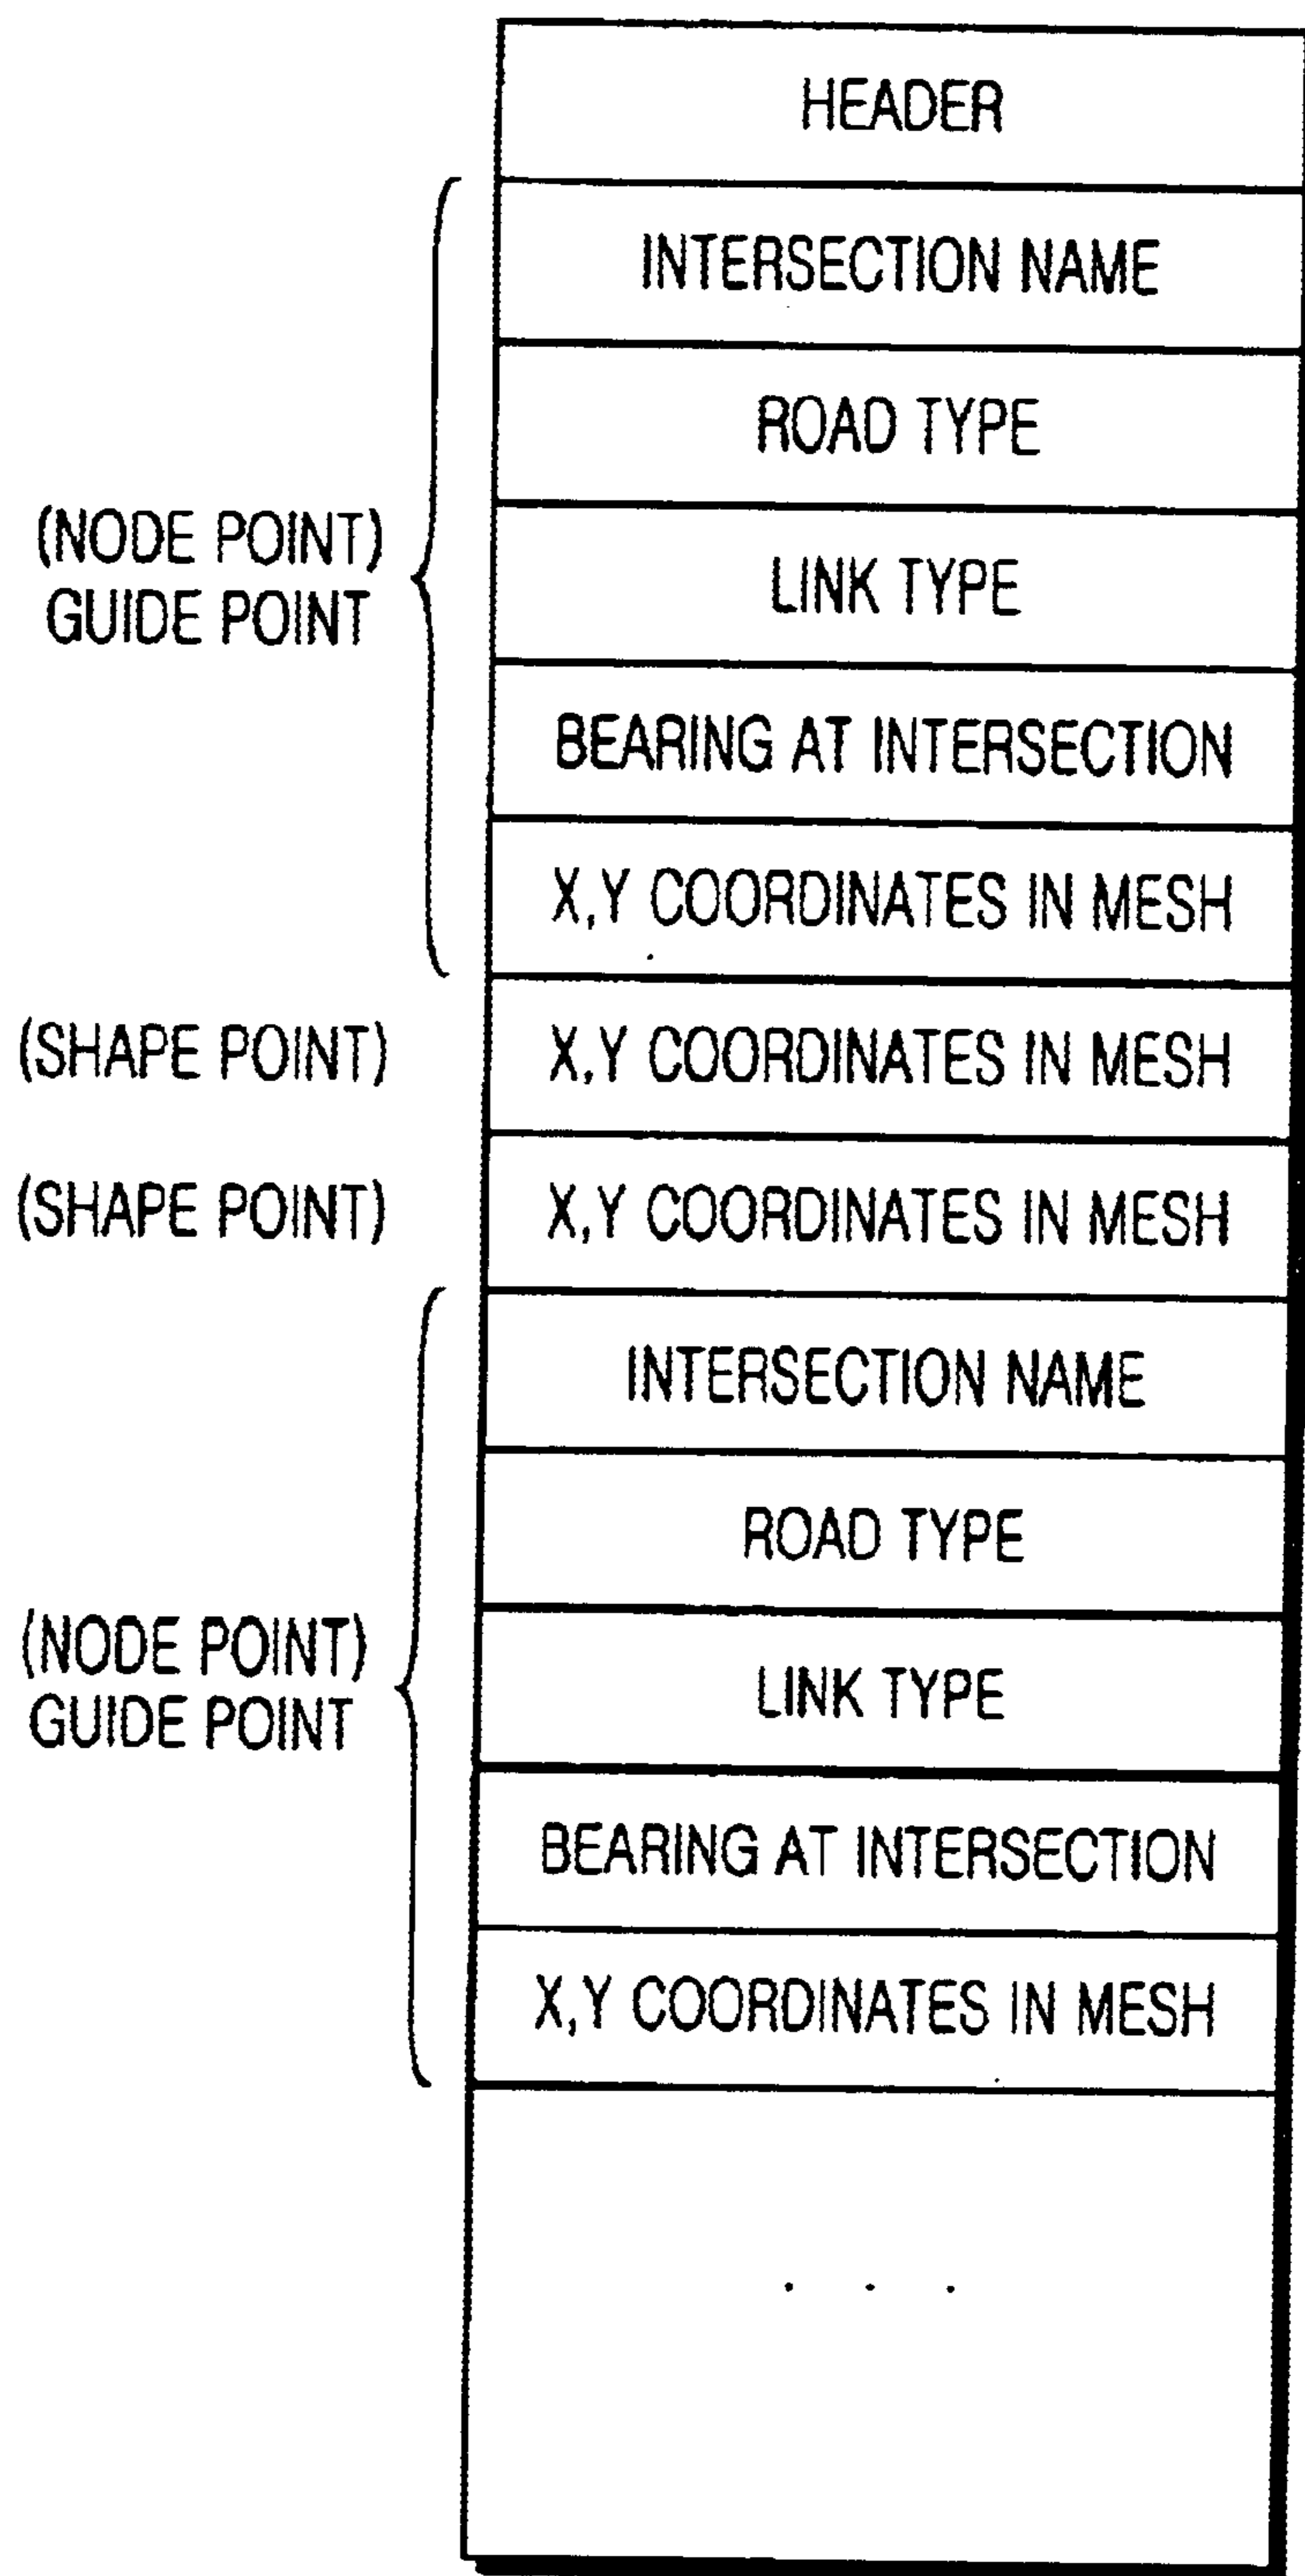 HEADER
INTERSECTION NAME
ROAD TYPE
(NODE POINT)
GUIDE POINT
LINK TYPE
BEARING AT INTERSECTION
X,Y COORDINATES IN MESH
(SHAPE POINT)
X,Y COORDINATES IN MESH
(SHAPE POINT)
X,Y COORDINATES IN MESH
INTERSECTION NAME
ROAD TYPE
(NODE POINT)
GUIDE POINT
LINK TYPE
BEARING AT INTERSECTION
X,Y COORDINATES IN MESH
. . .